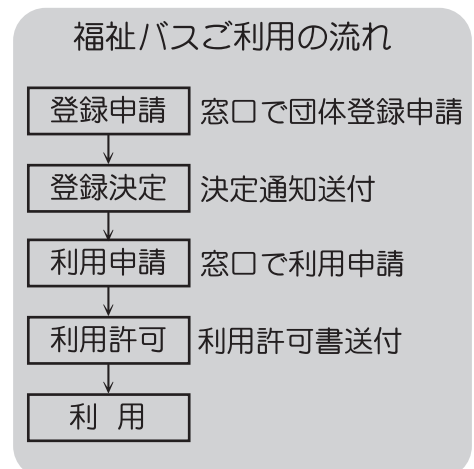 福祉バスご利用の流れ
登録申請 窓口で団体登録申請
登録決定 決定通知送付
利用申請 窓口で利用申請
利用許可 利用許可書送付
利 用